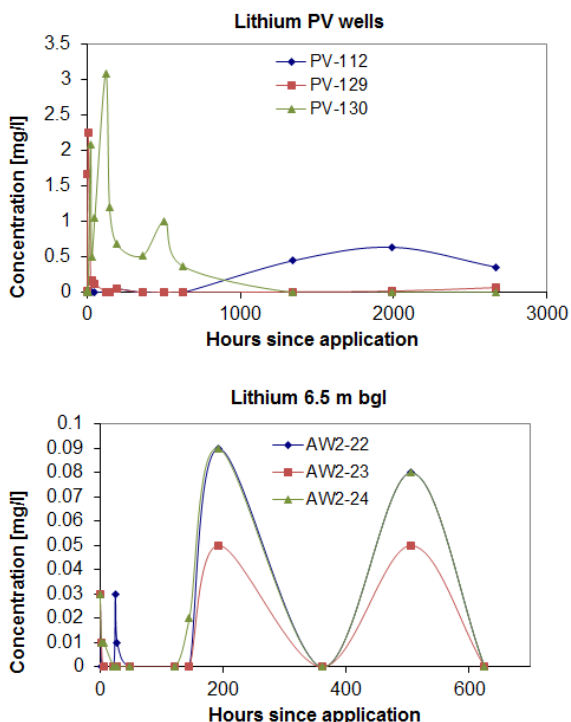 Lithium PV wells
3.5
3
2.5
2
1.5
1
0.5
0
Concentration [mg/l]
PV-112
PV-129
PV-130
0 1000 2000 3000
Hours since application
Lithium 6.5 m bgl
0.1
0.09
0.08
0.07
0.06
0.05
0.04
0.03
0.02
0.01
0
Concentration [mg/l]
AW2-22
AW2-23
AW2-24
0 200 400 600
Hours since application